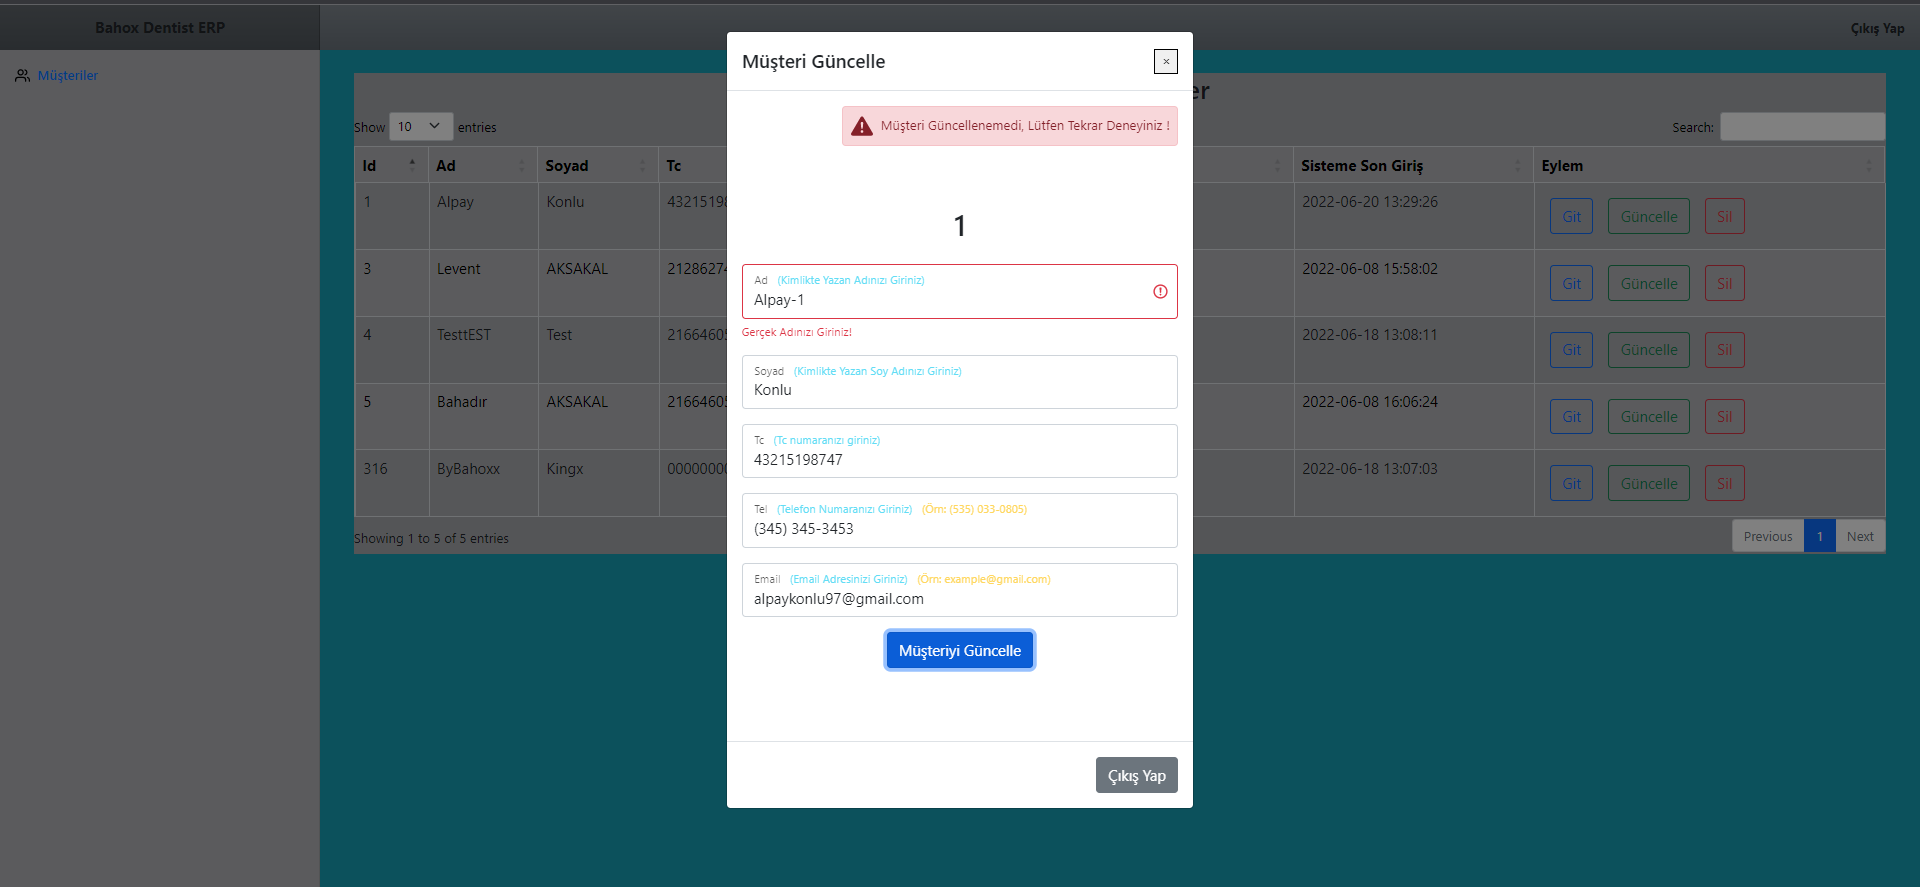 Bahox Dentist ERP
Çıkış Yap
Müşteriler
er
Show 10 entries
Search:
Id Ad Soyad Tc Sisteme Son Giriş Eylem
1 Alpay Konlu 4321519 2022-06-20 13:29:26 Git Güncelle Sil
3 Levent AKSAKAL 2128627 2022-06-08 15:58:02 Git Güncelle Sil
4 TesttEST Test 2166460 2022-06-18 13:08:11 Git Güncelle Sil
5 Bahadır AKSAKAL 2166460 2022-06-08 16:06:24 Git Güncelle Sil
316 ByBahoxx Kingx 0000000 2022-06-18 13:07:03 Git Güncelle Sil
Showing 1 to 5 of 5 entries
Previous 1 Next
Müşteri Güncelle ×
Müşteri Güncellenemedi, Lütfen Tekrar Deneyiniz !
1
Ad (Kimlikte Yazan Adınızı Giriniz)
Alpay-1
Gerçek Adınızı Giriniz!
Soyad (Kimlikte Yazan Soy Adınızı Giriniz)
Konlu
Tc (Tc numaranızı giriniz)
43215198747
Tel (Telefon Numaranızı Giriniz) (Örn: (535) 033-0805)
(345) 345-3453
Email (Email Adresinizi Giriniz) (Örn: example@gmail.com)
alpaykonlu97@gmail.com
Müşteriyi Güncelle
Çıkış Yap